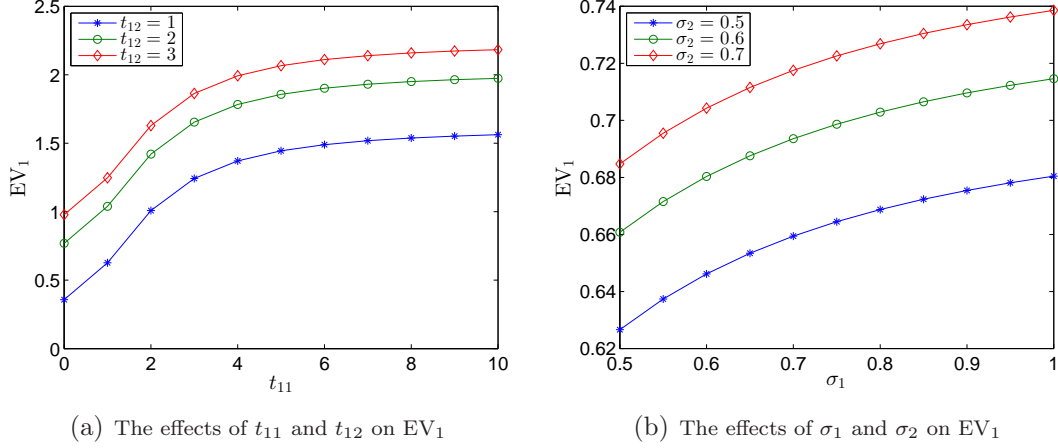 2.5
2
1.5
1
0.5
0
EV₁
t₁₂ = 1
t₁₂ = 2
t₁₂ = 3
0 2 4 6 8 10
t₁₁
(a) The effects of t₁₁ and t₁₂ on EV₁
0.74
0.72
0.7
0.68
0.66
0.64
0.62
EV₁
σ₂ = 0.5
σ₂ = 0.6
σ₂ = 0.7
0.5 0.6 0.7 0.8 0.9 1
σ₁
(b) The effects of σ₁ and σ₂ on EV₁